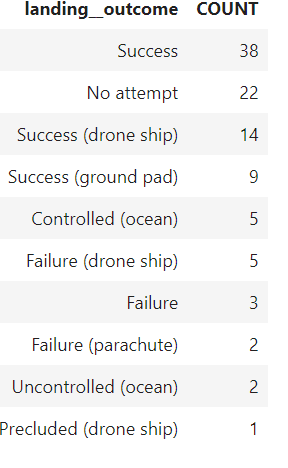 landing__outcome COUNT
Success 38
No attempt 22
Success (drone ship) 14
Success (ground pad) 9
Controlled (ocean) 5
Failure (drone ship) 5
Failure 3
Failure (parachute) 2
Uncontrolled (ocean) 2
Precluded (drone ship) 1